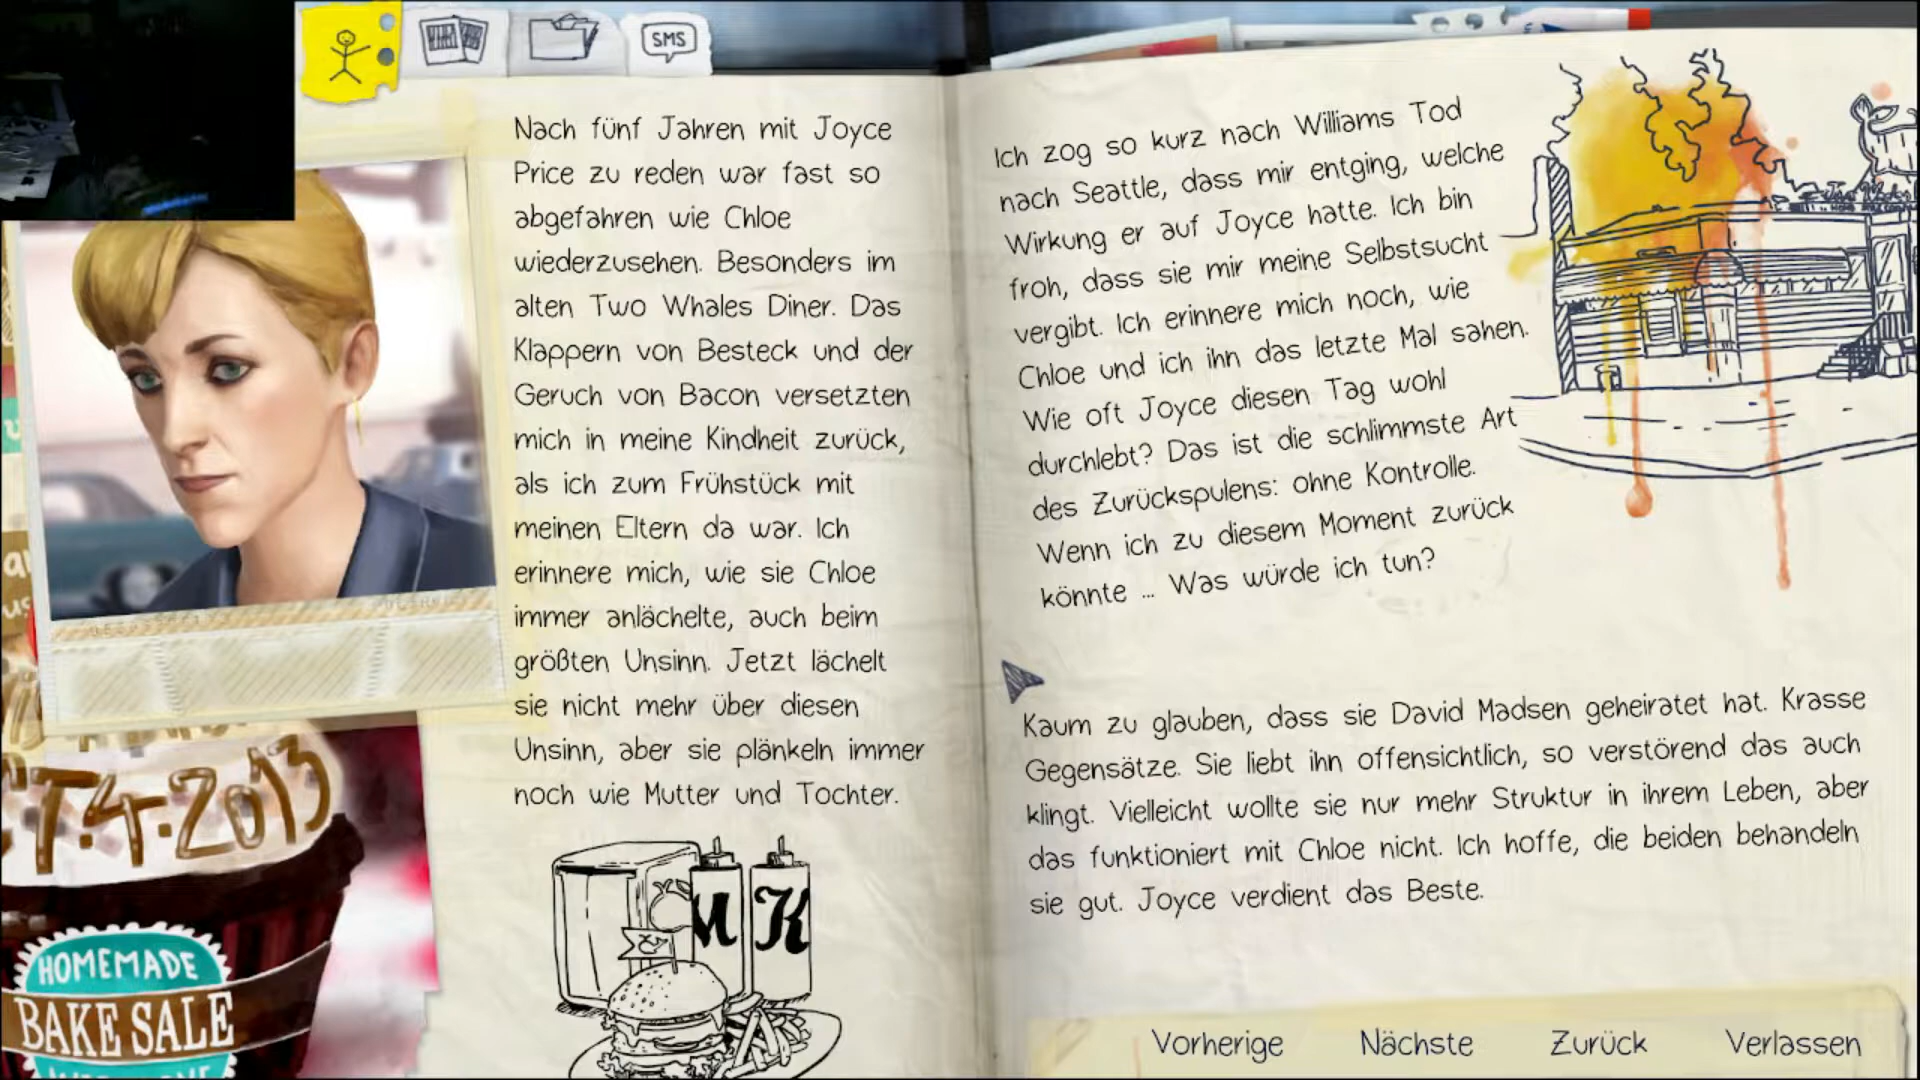 SMS
Nach fünf Jahren mit Joyce
Price zu reden war fast so
abgefahren wie Chloe
wiederzusehen. Besonders im
alten Two Whales Diner. Das
Klappern von Besteck und der
Geruch von Bacon versetzten
mich in meine Kindheit zurück,
als ich zum Frühstück mit
meinen Eltern da war. Ich
erinnere mich, wie sie Chloe
immer anlächelte, auch beim
größten Unsinn. Jetzt lächelt
sie nicht mehr über diesen
Unsinn, aber sie plänkeln immer
noch wie Mutter und Tochter.
M K
T.4-2013
HOMEMADE
BAKE SALE
Ich zog so kurz nach Williams Tod
nach Seattle, dass mir entging, welche
Wirkung er auf Joyce hatte. Ich bin
froh, dass sie mir meine Selbstsucht
vergibt. Ich erinnere mich noch, wie
Chloe und ich ihn das letzte Mal sahen.
Wie oft Joyce diesen Tag wohl
durchlebt? Das ist die schlimmste Art
des Zurückspulens: ohne Kontrolle.
Wenn ich zu diesem Moment zurück
könnte ... Was würde ich tun?
Kaum zu glauben, dass sie David Madsen geheiratet hat. Krasse
Gegensätze. Sie liebt ihn offensichtlich, so verstörend das auch
klingt. Vielleicht wollte sie nur mehr Struktur in ihrem Leben, aber
das funktioniert mit Chloe nicht. Ich hoffe, die beiden behandeln
sie gut. Joyce verdient das Beste.
Vorherige Nächste Zurück Verlassen